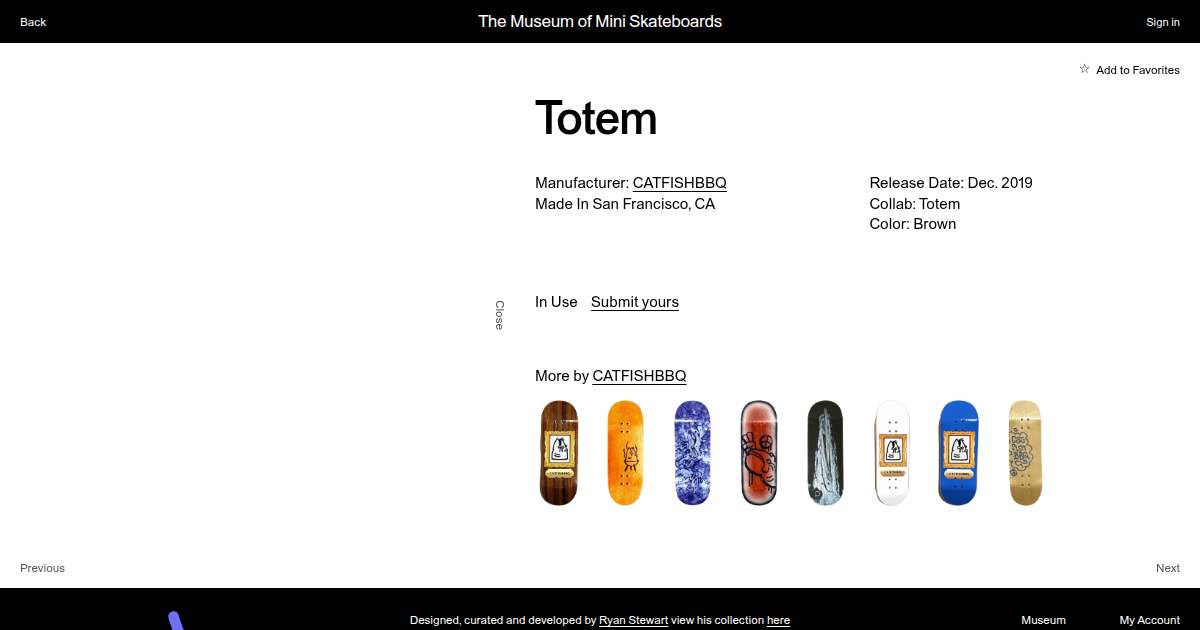 Back
The Museum of Mini Skateboards
Sign in
☆ Add to Favorites
Totem
Manufacturer: CATFISHBBQ
Made In San Francisco, CA
Release Date: Dec. 2019
Collab: Totem
Color: Brown
Close
In Use Submit yours
More by CATFISHBBQ
Previous
Next
Designed, curated and developed by Ryan Stewart view his collection here
Museum
My Account